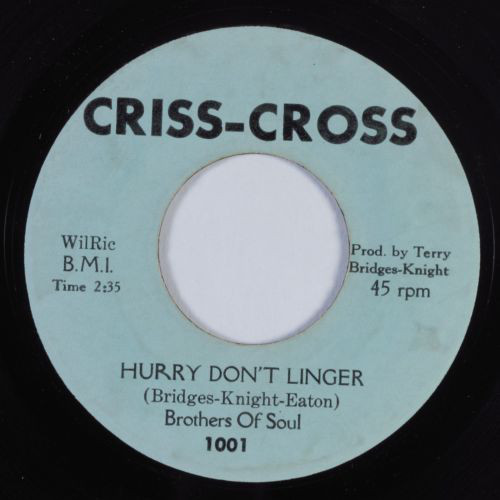 CRISS-CROSS
WilRic
B.M.I.
Time 2:35
Prod. by Terry
Bridges-Knight
45 rpm
HURRY DON'T LINGER
(Bridges-Knight-Eaton)
Brothers Of Soul
1001